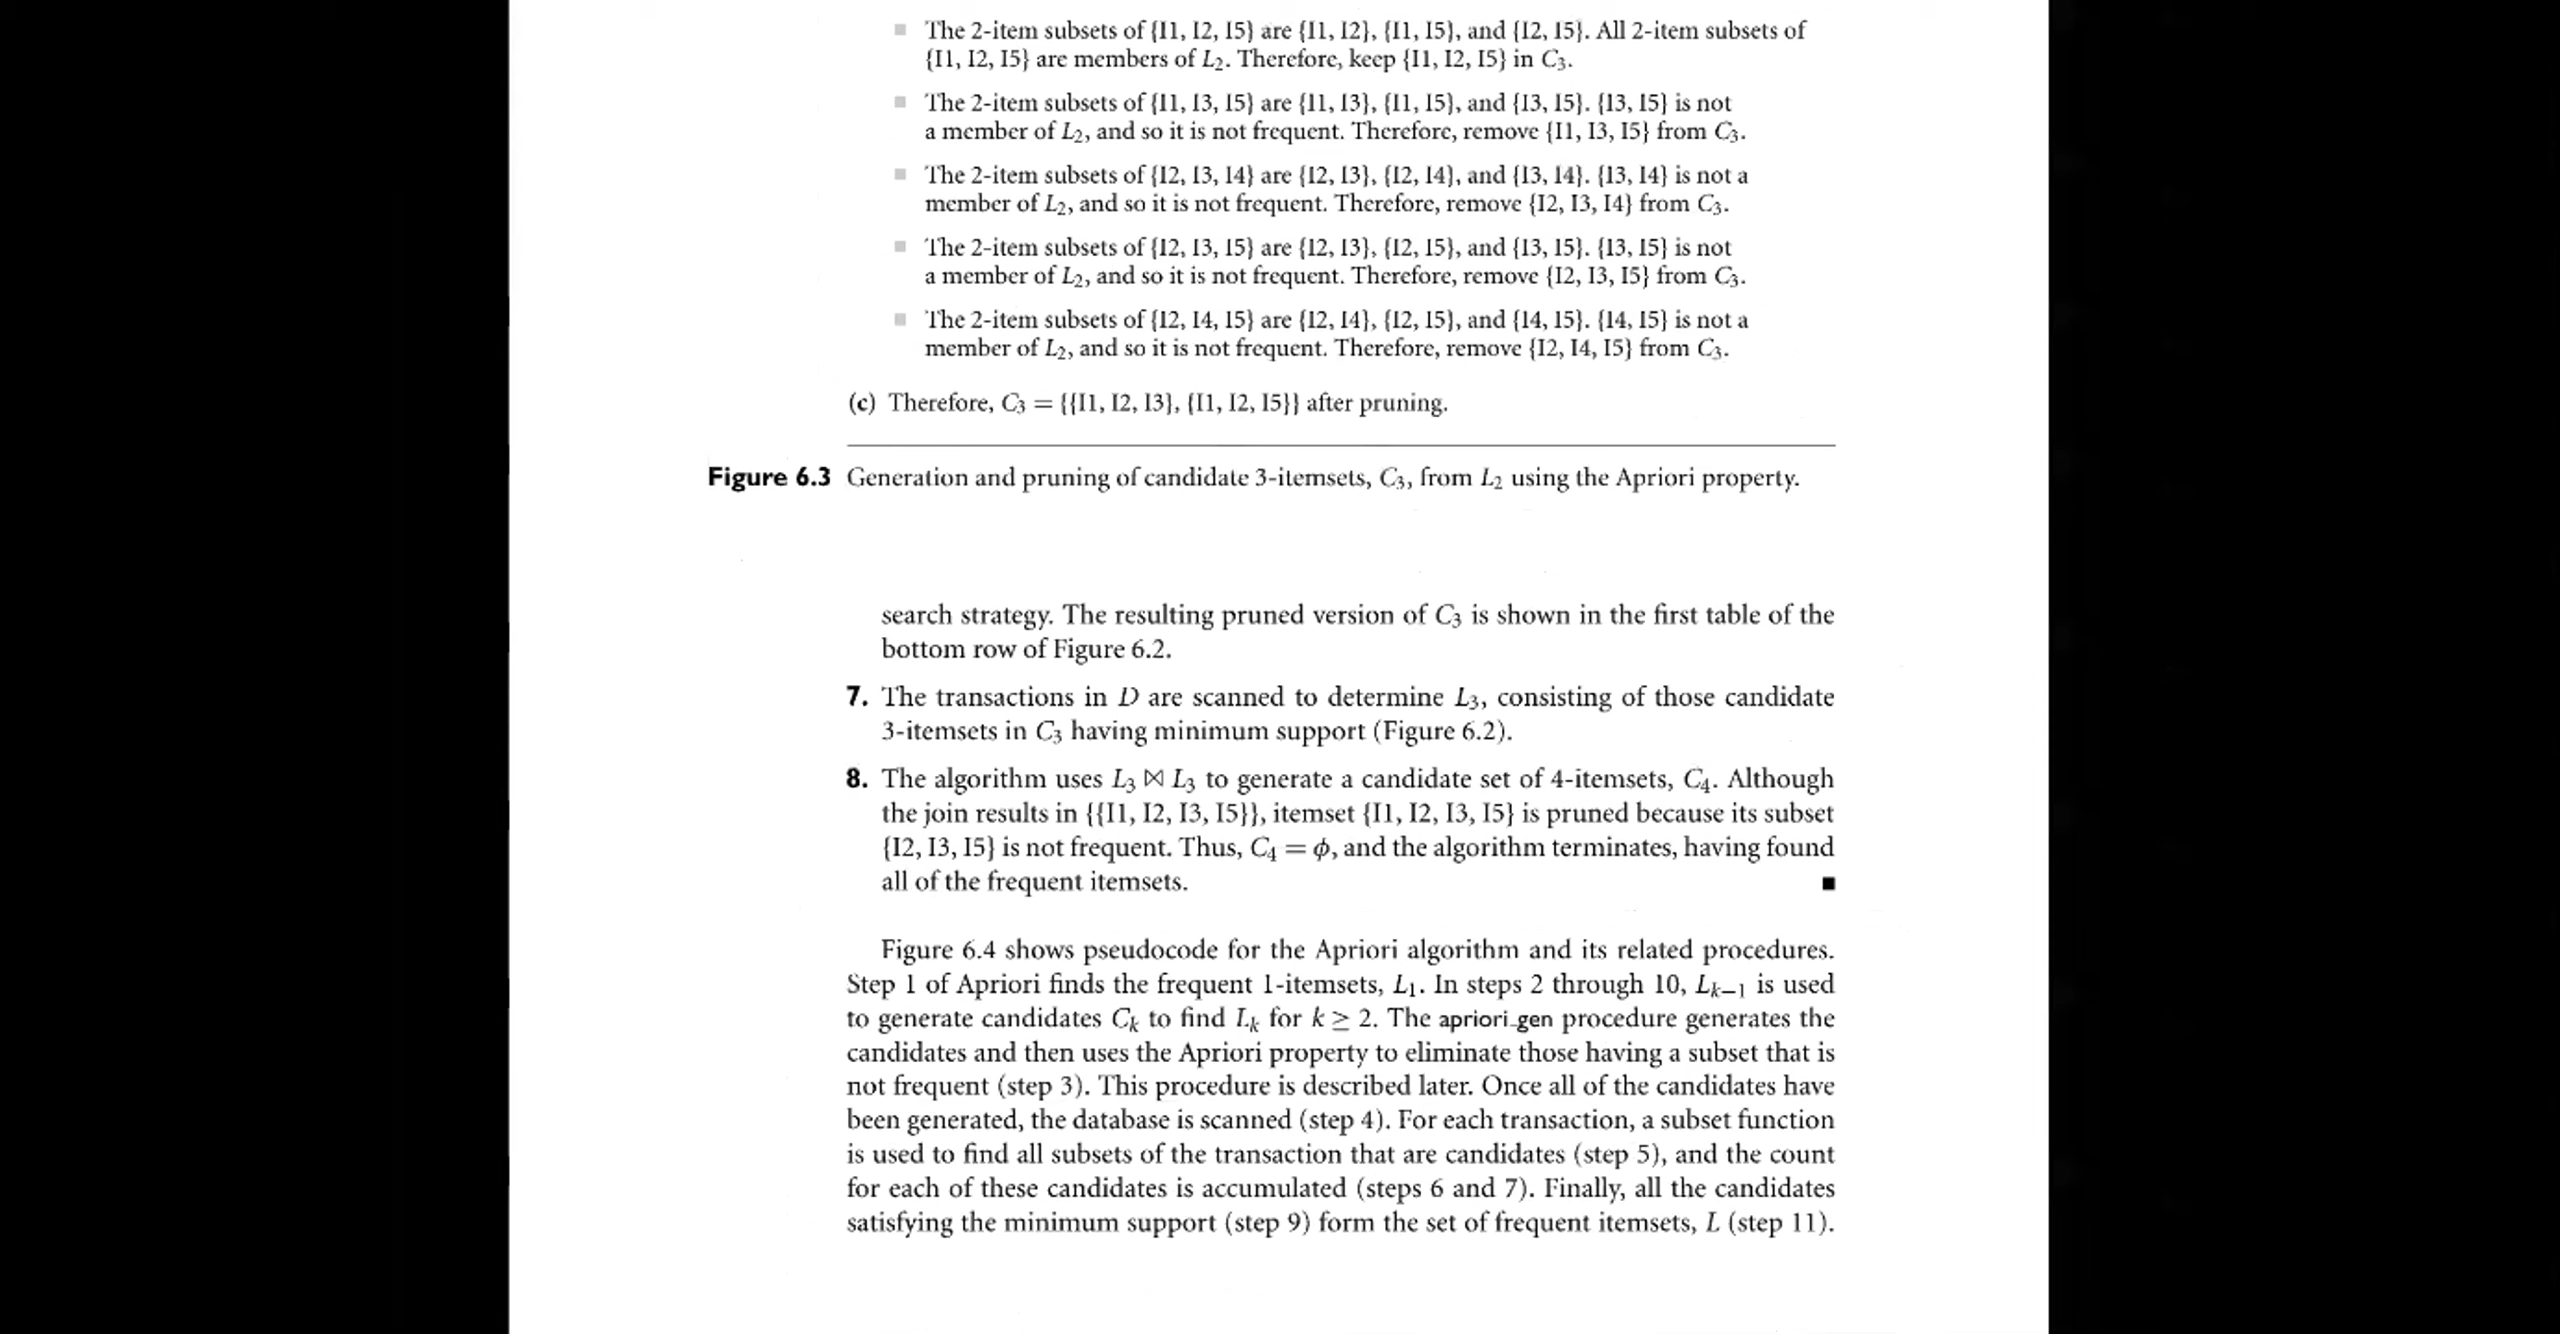 ▪ The 2-item subsets of {I1, I2, I5} are {I1, I2}, {I1, I5}, and {I2, I5}. All 2-item subsets of
{I1, I2, I5} are members of L₂. Therefore, keep {I1, I2, I5} in C₃.
▪ The 2-item subsets of {I1, I3, I5} are {I1, I3}, {I1, I5}, and {I3, I5}. {I3, I5} is not
a member of L₂, and so it is not frequent. Therefore, remove {I1, I3, I5} from C₃.
▪ The 2-item subsets of {I2, I3, I4} are {I2, I3}, {I2, I4}, and {I3, I4}. {I3, I4} is not a
member of L₂, and so it is not frequent. Therefore, remove {I2, I3, I4} from C₃.
▪ The 2-item subsets of {I2, I3, I5} are {I2, I3}, {I2, I5}, and {I3, I5}. {I3, I5} is not
a member of L₂, and so it is not frequent. Therefore, remove {I2, I3, I5} from C₃.
▪ The 2-item subsets of {I2, I4, I5} are {I2, I4}, {I2, I5}, and {I4, I5}. {I4, I5} is not a
member of L₂, and so it is not frequent. Therefore, remove {I2, I4, I5} from C₃.
(c) Therefore, C₃ = {{I1, I2, I3}, {I1, I2, I5}} after pruning.
Figure 6.3 Generation and pruning of candidate 3-itemsets, C₃, from L₂ using the Apriori property.
search strategy. The resulting pruned version of C₃ is shown in the first table of the
bottom row of Figure 6.2.
7. The transactions in D are scanned to determine L₃, consisting of those candidate
3-itemsets in C₃ having minimum support (Figure 6.2).
8. The algorithm uses L₃ ⋈ L₃ to generate a candidate set of 4-itemsets, C₄. Although
the join results in {{I1, I2, I3, I5}}, itemset {I1, I2, I3, I5} is pruned because its subset
{I2, I3, I5} is not frequent. Thus, C₄ = ϕ, and the algorithm terminates, having found
all of the frequent itemsets. ■
Figure 6.4 shows pseudocode for the Apriori algorithm and its related procedures.
Step 1 of Apriori finds the frequent 1-itemsets, L₁. In steps 2 through 10, Lₖ₋₁ is used
to generate candidates Cₖ to find Lₖ for k ≥ 2. The apriori_gen procedure generates the
candidates and then uses the Apriori property to eliminate those having a subset that is
not frequent (step 3). This procedure is described later. Once all of the candidates have
been generated, the database is scanned (step 4). For each transaction, a subset function
is used to find all subsets of the transaction that are candidates (step 5), and the count
for each of these candidates is accumulated (steps 6 and 7). Finally, all the candidates
satisfying the minimum support (step 9) form the set of frequent itemsets, L (step 11).